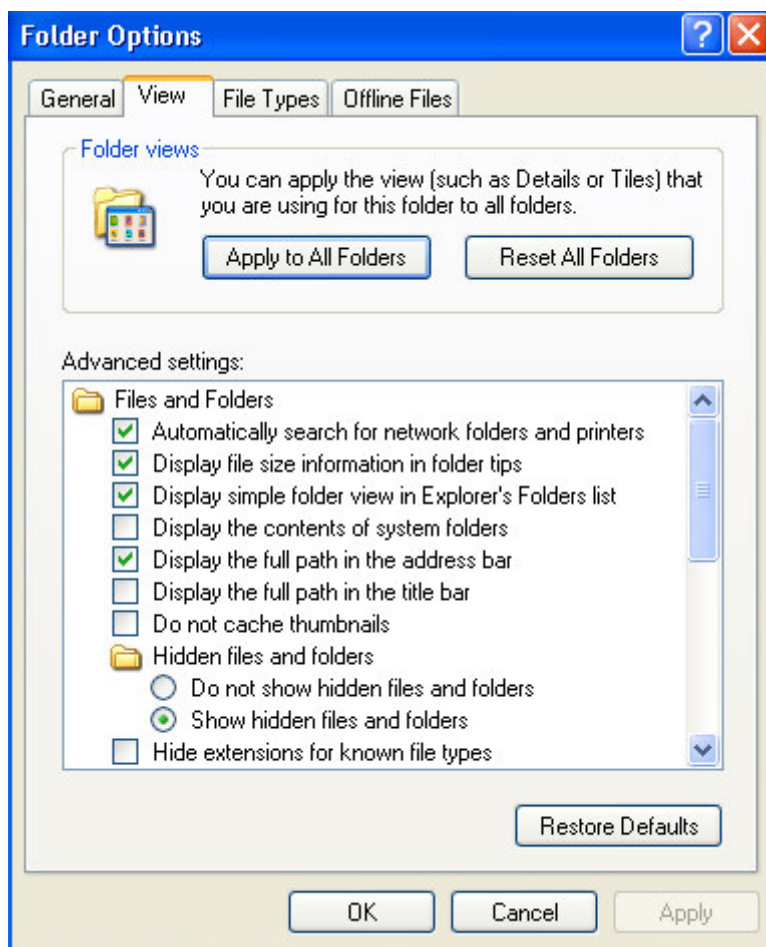 Folder Options
General View File Types Offline Files
Folder views
You can apply the view (such as Details or Tiles) that
you are using for this folder to all folders.
Apply to All Folders Reset All Folders
Advanced settings:
Files and Folders
Automatically search for network folders and printers
Display file size information in folder tips
Display simple folder view in Explorer's Folders list
Display the contents of system folders
Display the full path in the address bar
Display the full path in the title bar
Do not cache thumbnails
Hidden files and folders
Do not show hidden files and folders
Show hidden files and folders
Hide extensions for known file types
Restore Defaults
OK Cancel Apply